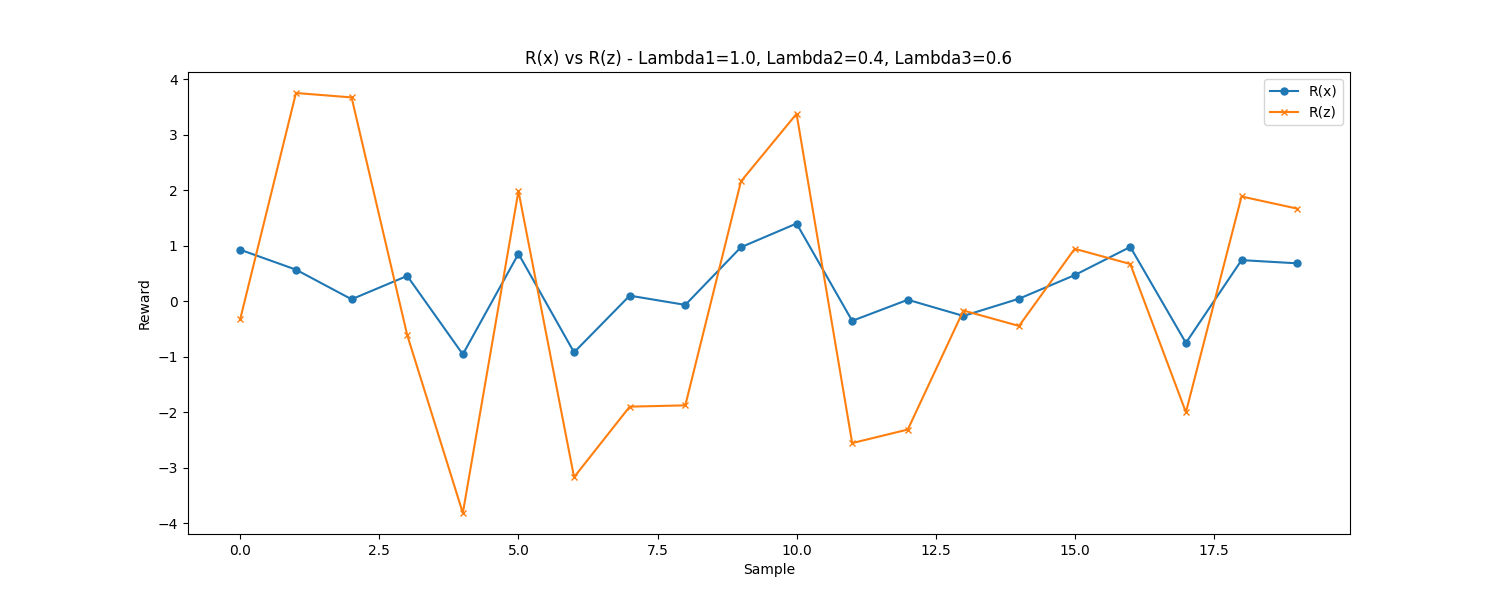 R(x) vs R(z) - Lambda1=1.0, Lambda2=0.4, Lambda3=0.6
R(x)
R(z)
Reward
4
3
2
1
0
−1
−2
−3
−4
0.0 2.5 5.0 7.5 10.0 12.5 15.0 17.5
Sample